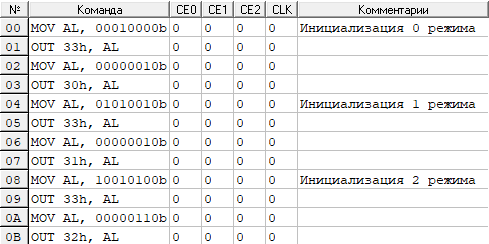 № Команда CE0 CE1 CE2 CLK Комментарии
00 MOV AL, 00010000b 0 0 0 0 Инициализация 0 режима
01 OUT 33h, AL 0 0 0 0
02 MOV AL, 00000010b 0 0 0 0
03 OUT 30h, AL 0 0 0 0
04 MOV AL, 01010010b 0 0 0 0 Инициализация 1 режима
05 OUT 33h, AL 0 0 0 0
06 MOV AL, 00000010b 0 0 0 0
07 OUT 31h, AL 0 0 0 0
08 MOV AL, 10010100b 0 0 0 0 Инициализация 2 режима
09 OUT 33h, AL 0 0 0 0
0A MOV AL, 00000110b 0 0 0 0
0B OUT 32h, AL 0 0 0 0